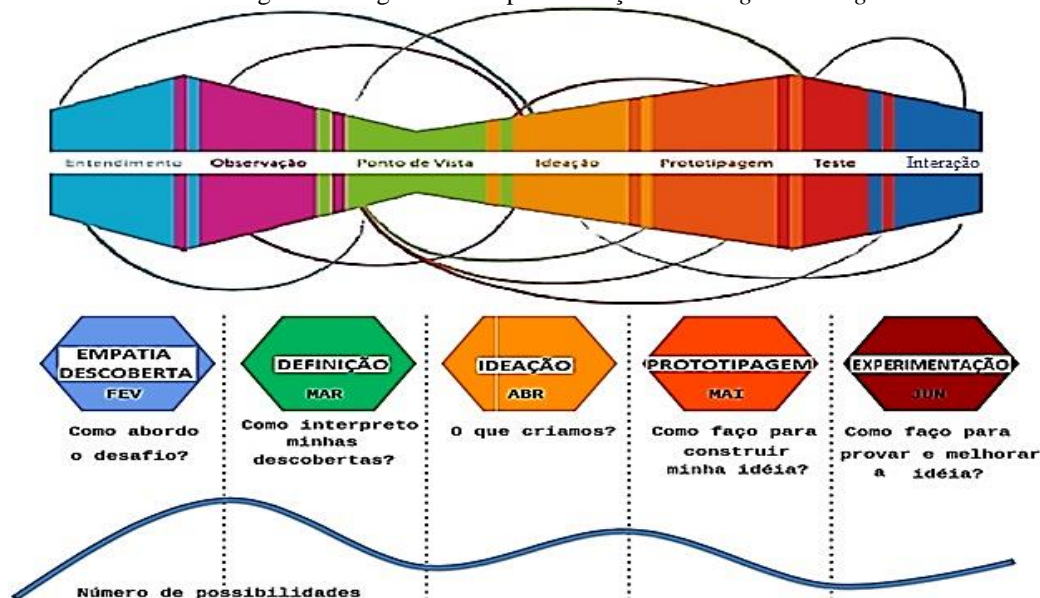 Entendimento Observação Ponto de Vista Ideação Prototipagem Teste Interação
EMPATIA
DESCOBERTA
FEV
DEFINIÇÃO
MAR
IDEAÇÃO
ABR
PROTOTIPAGEM
MAI
EXPERIMENTAÇÃO
JUN
Como abordo
o desafio?
Como interpreto
minhas
descobertas?
O que criamos?
Como faço para
construir
minha idéia?
Como faço para
provar e melhorar
a idéia?
Número de possibilidades